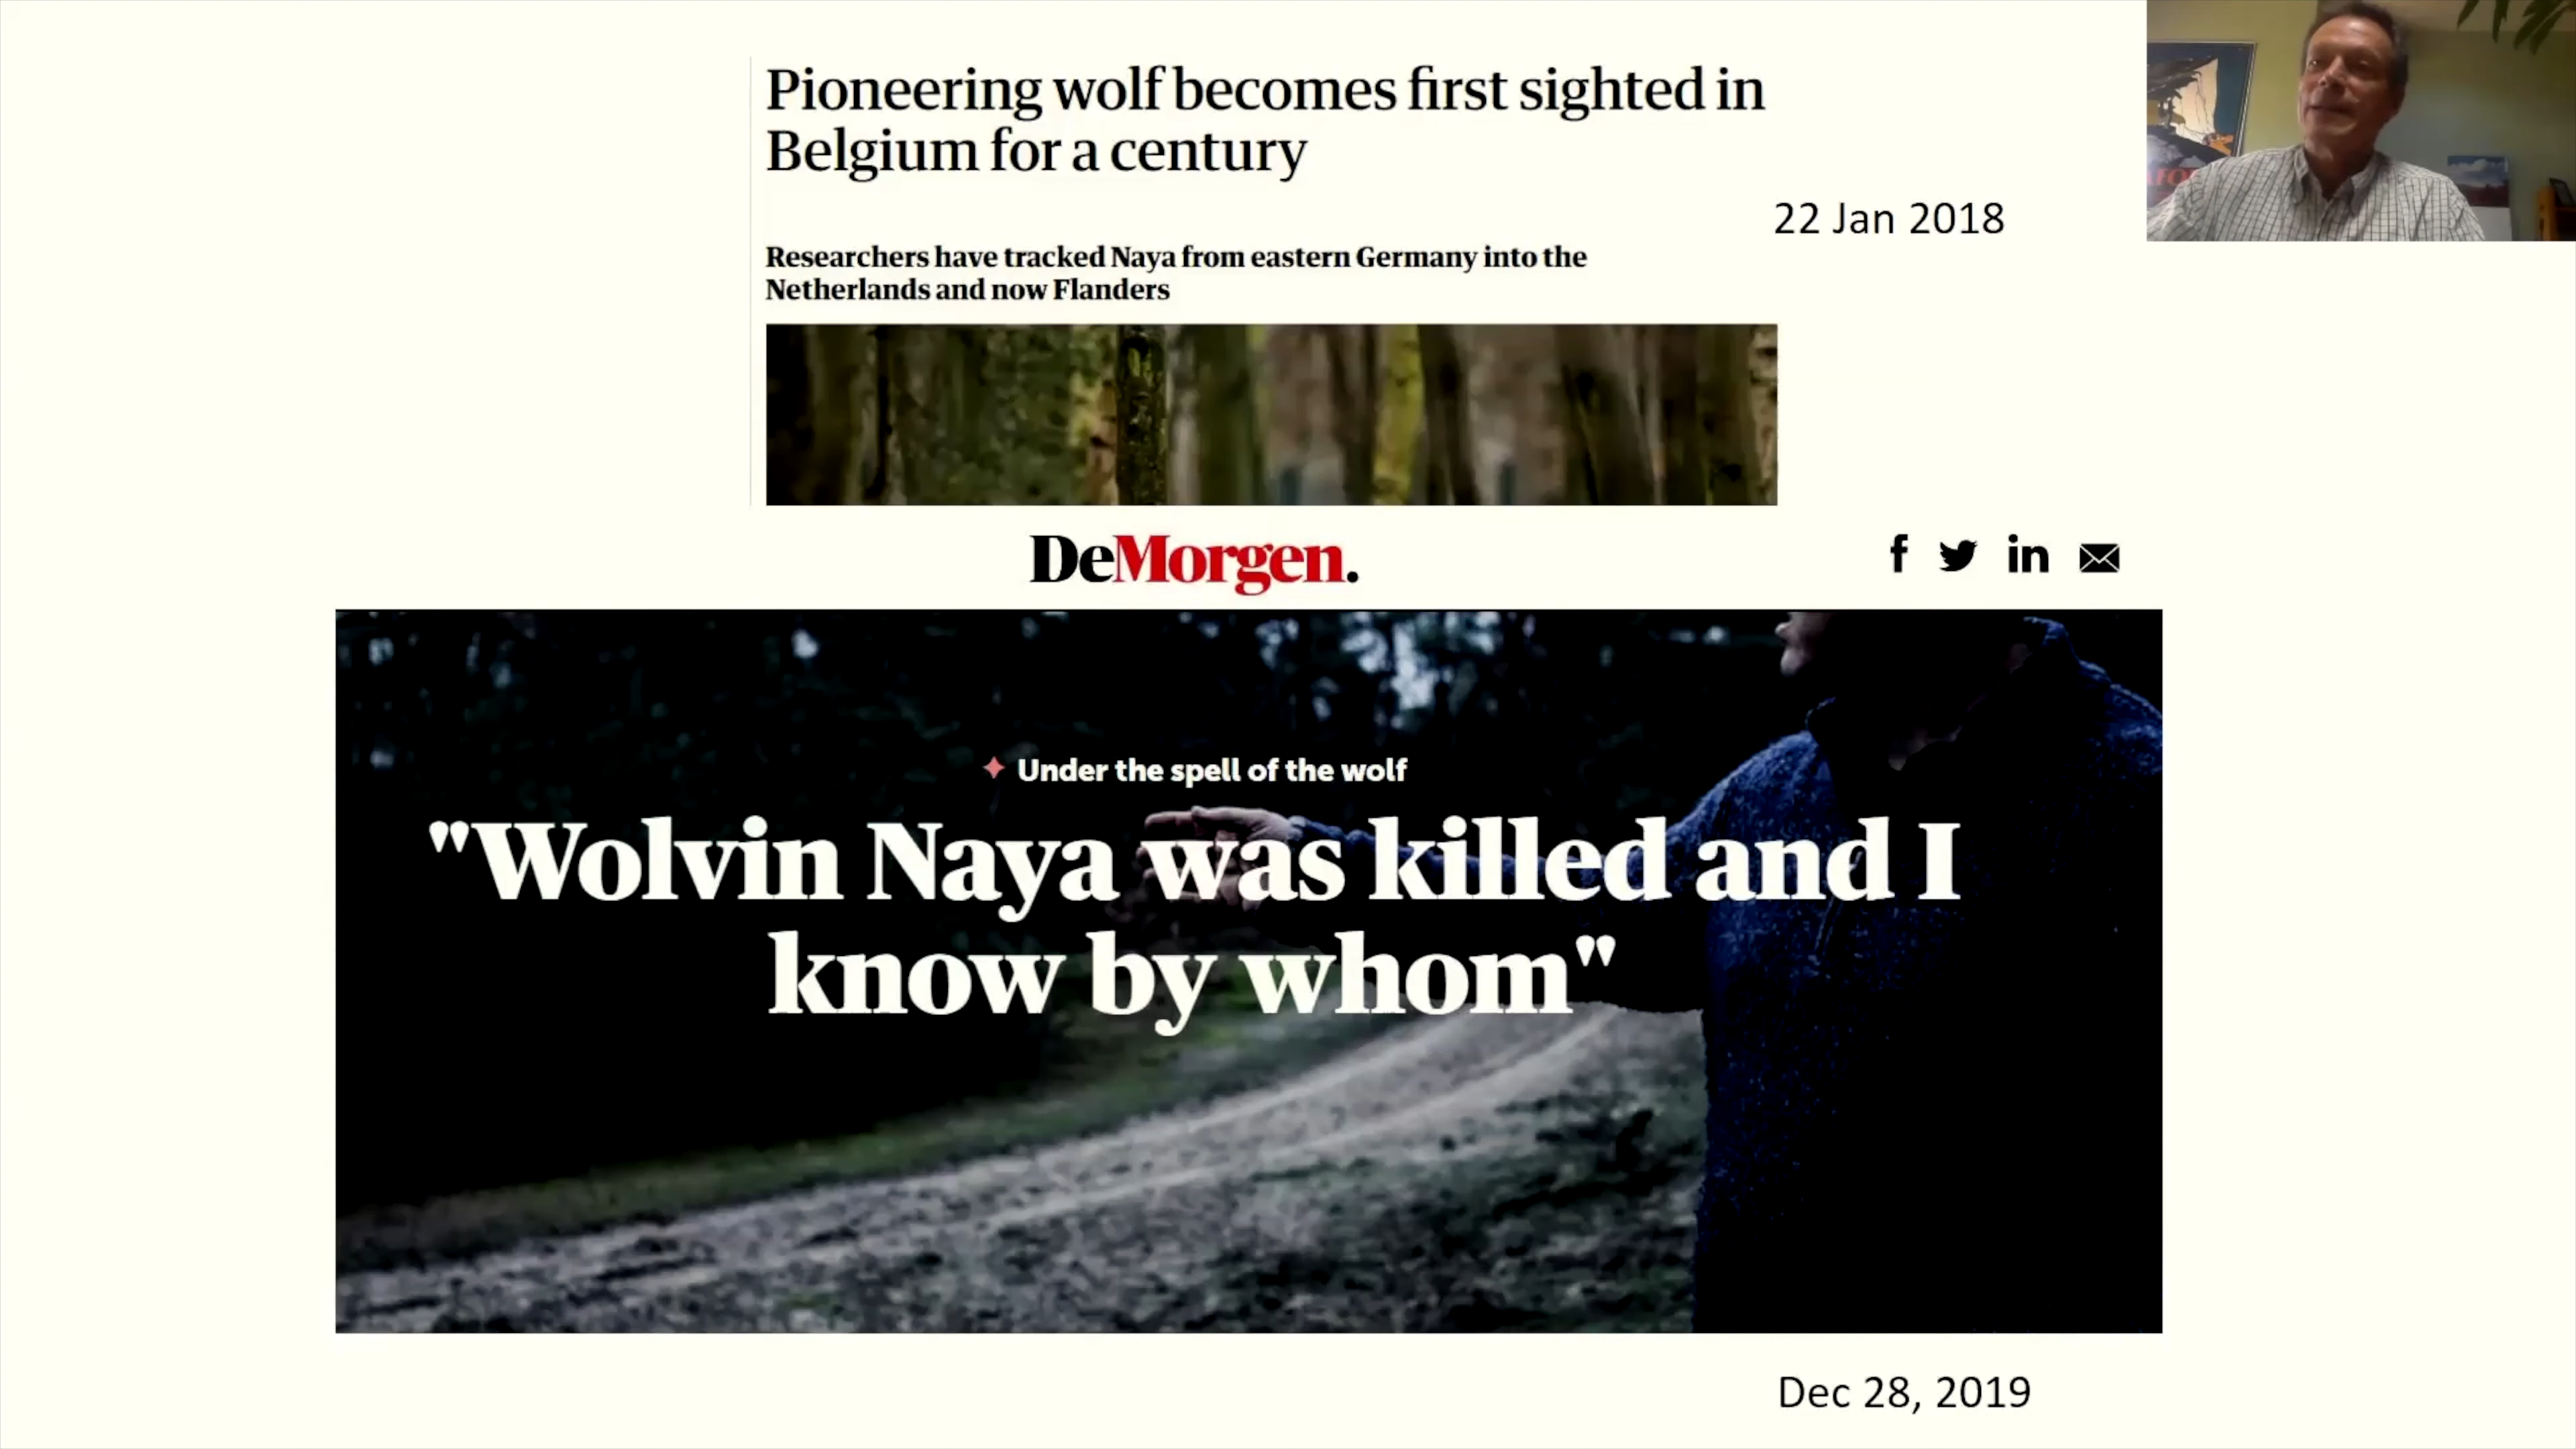 Pioneering wolf becomes first sighted in
Belgium for a century
22 Jan 2018
Researchers have tracked Naya from eastern Germany into the
Netherlands and now Flanders
DeMorgen.
Under the spell of the wolf
"Wolvin Naya was killed and I
know by whom"
Dec 28, 2019